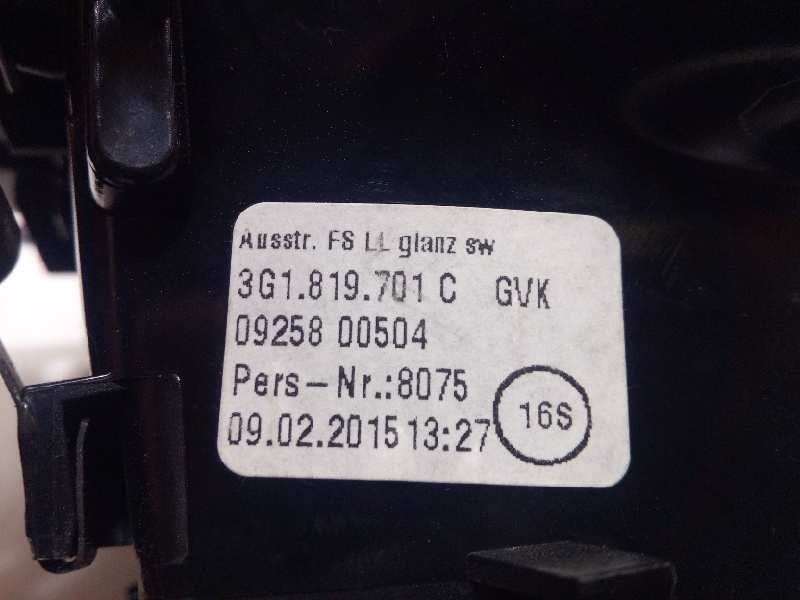 Ausstr. FS LL glanz sw
3G1.819.701 C GVK
09258 00504
Pers-Nr.:8075
16S
09.02.2015 13:27